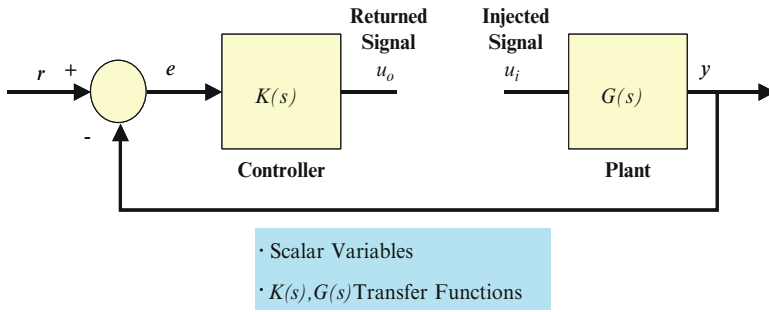 Returned
Signal
u_o
Injected
Signal
u_i
r
+
e
K(s)
G(s)
y
-
Controller
Plant
· Scalar Variables
· K(s),G(s)Transfer Functions